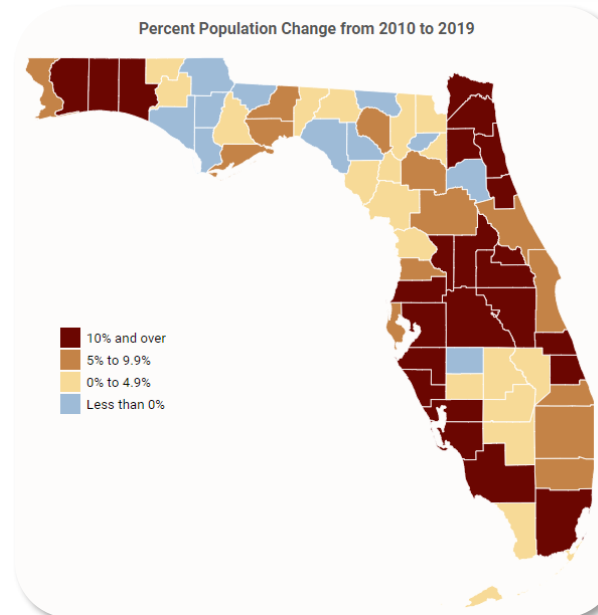 Percent Population Change from 2010 to 2019
10% and over
5% to 9.9%
0% to 4.9%
Less than 0%